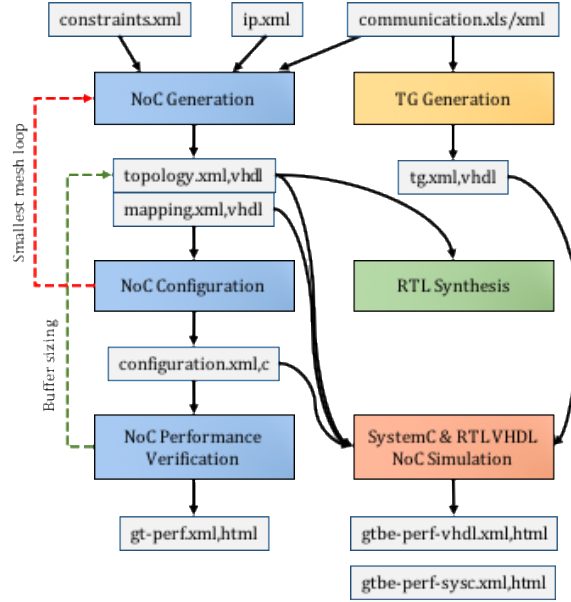 constraints.xml
ip.xml
communication.xls/xml
NoC Generation
TG Generation
Smallest mesh loop
topology.xml,vhdl
tg.xml,vhdl
mapping.xml,vhdl
NoC Configuration
RTL Synthesis
Buffer sizing
configuration.xml,c
NoC Performance
Verification
SystemC & RTL VHDL
NoC Simulation
gt-perf.xml,html
gtbe-perf-vhdl.xml,html
gtbe-perf-sysc.xml,html